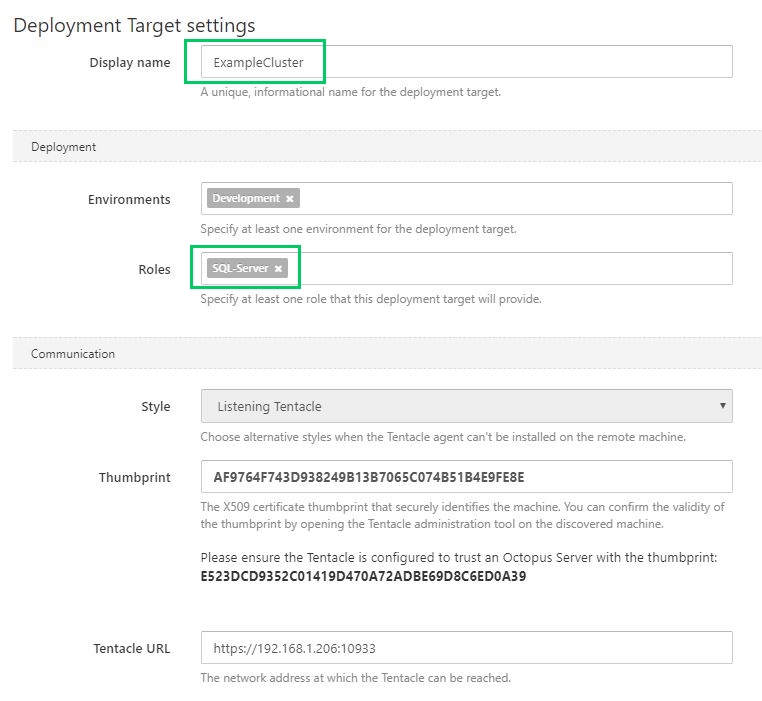 Deployment Target settings
Display name
ExampleCluster
A unique, informational name for the deployment target.
Deployment
Environments
Development ×
Specify at least one environment for the deployment target.
Roles
SQL-Server ×
Specify at least one role that this deployment target will provide.
Communication
Style
Listening Tentacle
Choose alternative styles when the Tentacle agent can't be installed on the remote machine.
Thumbprint
AF9764F743D938249B13B7065C074B51B4E9FE8E
The X509 certificate thumbprint that securely identifies the machine. You can confirm the validity of
the thumbprint by opening the Tentacle administration tool on the discovered machine.
Please ensure the Tentacle is configured to trust an Octopus Server with the thumbprint:
E523DCD9352C01419D470A72ADBE69D8C6ED0A39
Tentacle URL
https://192.168.1.206:10933
The network address at which the Tentacle can be reached.